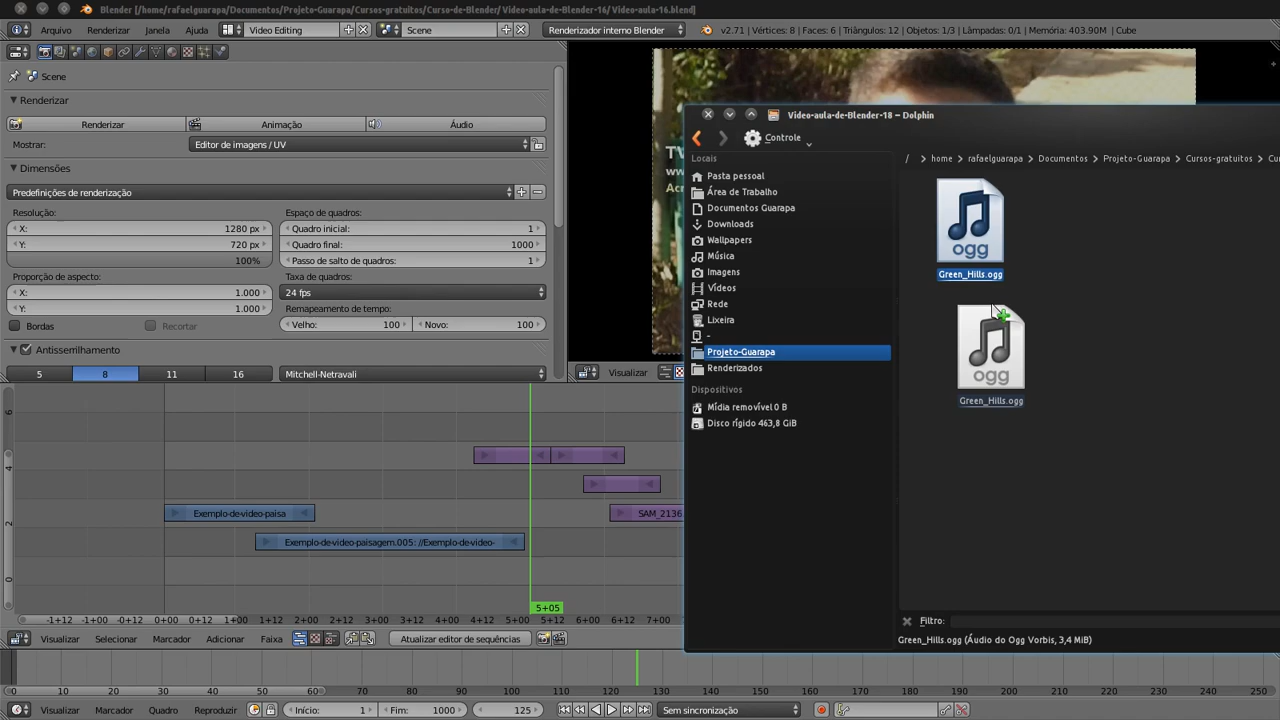 Blender [/home/rafaelguarapa/Documentos/Projeto-Guarapa/Cursos-gratuitos/Curso-de-Blender/Video-aula-de-Blender-16/Video-aula-16.blend]
Arquivo Renderizar Janela Ajuda Video Editing Scene Renderizador interno Blender v2.71 | Vértices: 8 | Faces: 6 | Triângulos: 12 | Objetos: 1/3 | Lâmpadas: 0/1 | Memória: 403.90M | Cube
Scene
Renderizar
Renderizar Animação Áudio
Mostrar: Editor de imagens / UV
Dimensões
Predefinições de renderização
Resolução: Espaço de quadros:
X: 1280 px Quadro inicial: 1
Y: 720 px Quadro final: 1000
100% Passo de salto de quadros: 1
Proporção de aspecto: Taxa de quadros:
X: 1.000 24 fps
Y: 1.000 Remapeamento de tempo:
Bordas Recortar Velho: 100 Novo: 100
Antisserrilhamento
5 8 11 16 Mitchell-Netravali
TV
ww
Acr
Visualizar
Video-aula-de-Blender-18 – Dolphin
Controle
Locais
/ home rafaelguarapa Documentos Projeto-Guarapa Cursos-gratuitos Cu
Pasta pessoal
Área de Trabalho
Documentos Guarapa
Downloads
Wallpapers
Música
Imagens
Vídeos
Rede
Lixeira
-
Projeto-Guarapa
Renderizados
Dispositivos
Mídia removível 0 B
Disco rígido 463,8 GiB
ogg
Green_Hills.ogg
ogg
Green_Hills.ogg
Filtro:
Green_Hills.ogg (Áudio do Ogg Vorbis, 3,4 MiB)
6
4
2
0
Exemplo-de-video-paisa
SAM_2136
Exemplo-de-video-paisagem.005: //Exemplo-de-video-
5+05
-1+12 -1+00 -0+12 0+00 0+12 1+00 1+12 2+00 2+12 3+00 3+12 4+00 4+12 5+00 5+12 6+00 6+12 7+00
Visualizar Selecionar Marcador Adicionar Faixa Atualizar editor de sequências
0 10 20 30 40 50 60 70 80 90 100 110 120 130 140 150 160 170 180 190 200 210 220 230 240 250
Visualizar Marcador Quadro Reproduzir Início: 1 Fim: 1000 125 Sem sincronização